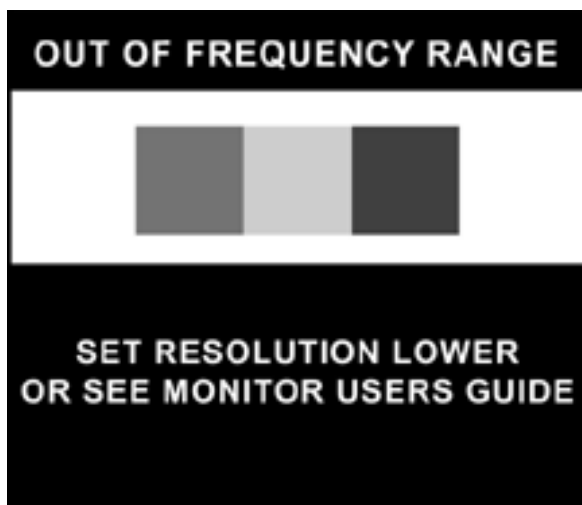 OUT OF FREQUENCY RANGE
SET RESOLUTION LOWER
OR SEE MONITOR USERS GUIDE